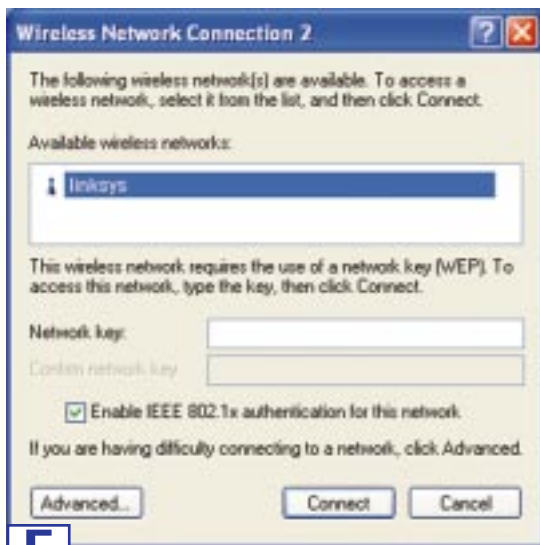 Wireless Network Connection 2
The following wireless network(s) are available. To access a
wireless network, select it from the list, and then click Connect.
Available wireless networks:
linksys
This wireless network requires the use of a network key (WEP). To
access this network, type the key, then click Connect.
Network key:
Confirm network key:
Enable IEEE 802.1x authentication for this network
If you are having difficulty connecting to a network, click Advanced.
Advanced... Connect Cancel